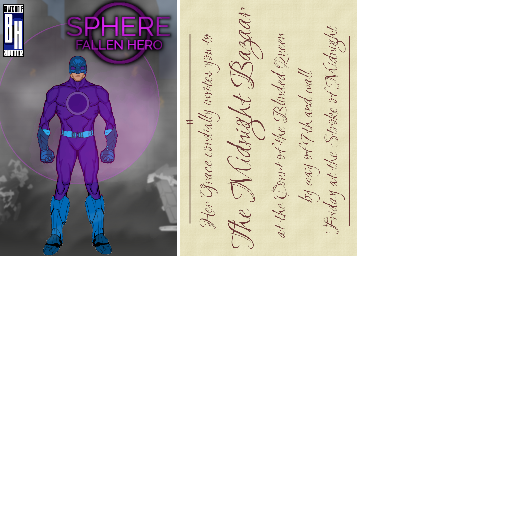 BH
SPHERE
FALLEN HERO
Her Grace cordially invites you to
The Midnight Bazaar
at the Court of the Blinded Queen
by way of 17th and wall
Friday at the Stroke of Midnight